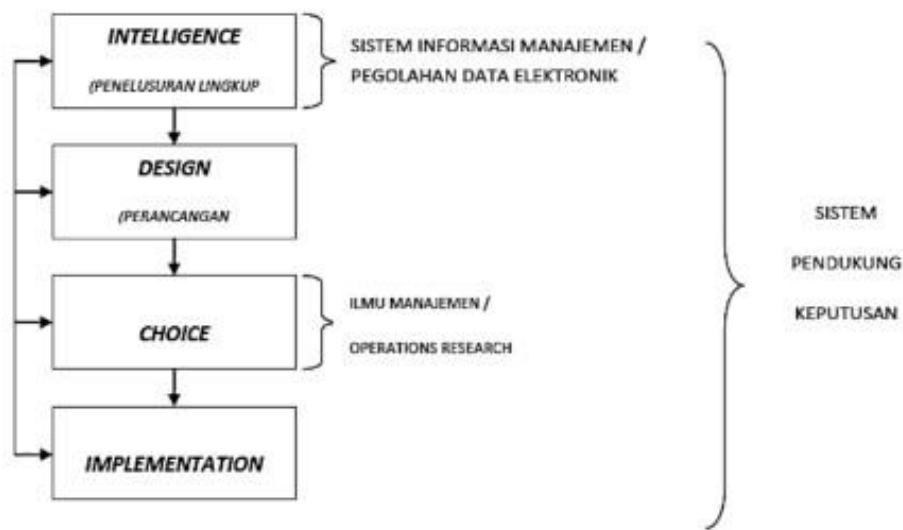 INTELLIGENCE
(PENELUSURAN LINGKUP
SISTEM INFORMASI MANAJEMEN /
PEGOLAHAN DATA ELEKTRONIK
DESIGN
(PERANCANGAN
CHOICE
ILMU MANAJEMEN /
OPERATIONS RESEARCH
IMPLEMENTATION
SISTEM
PENDUKUNG
KEPUTUSAN